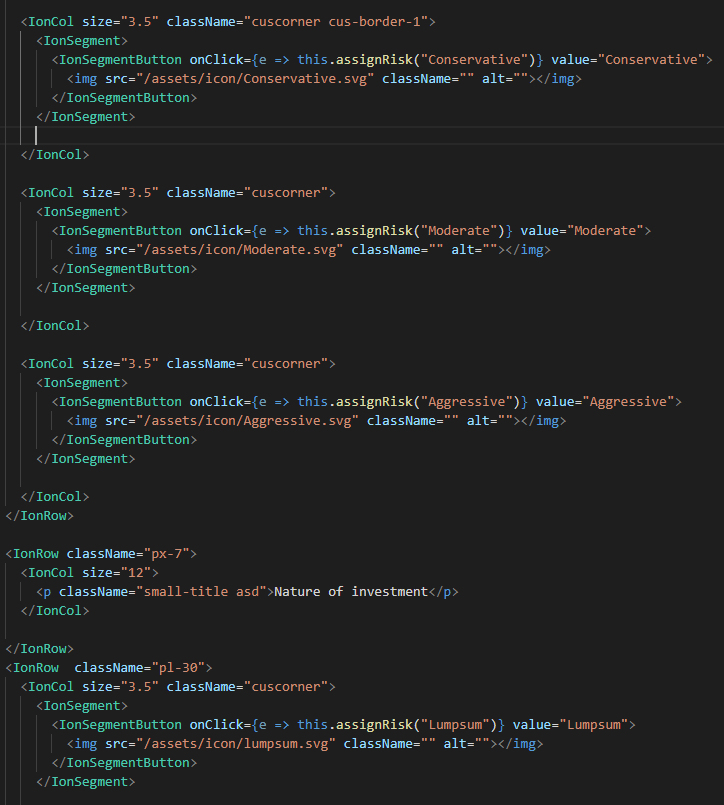 <IonCol size="3.5" className="cuscorner cus-border-1">
<IonSegment>
<IonSegmentButton onClick={e => this.assignRisk("Conservative")} value="Conservative">
<img src="/assets/icon/Conservative.svg" className="" alt=""></img>
</IonSegmentButton>
</IonSegment>
</IonCol>
<IonCol size="3.5" className="cuscorner">
<IonSegment>
<IonSegmentButton onClick={e => this.assignRisk("Moderate")} value="Moderate">
<img src="/assets/icon/Moderate.svg" className="" alt=""></img>
</IonSegmentButton>
</IonSegment>
</IonCol>
<IonCol size="3.5" className="cuscorner">
<IonSegment>
<IonSegmentButton onClick={e => this.assignRisk("Aggressive")} value="Aggressive">
<img src="/assets/icon/Aggressive.svg" className="" alt=""></img>
</IonSegmentButton>
</IonSegment>
</IonCol>
</IonRow>
<IonRow className="px-7">
<IonCol size="12">
<p className="small-title asd">Nature of investment</p>
</IonCol>
</IonRow>
<IonRow  className="pl-30">
<IonCol size="3.5" className="cuscorner">
<IonSegment>
<IonSegmentButton onClick={e => this.assignRisk("Lumpsum")} value="Lumpsum">
<img src="/assets/icon/lumpsum.svg" className="" alt=""></img>
</IonSegmentButton>
</IonSegment>